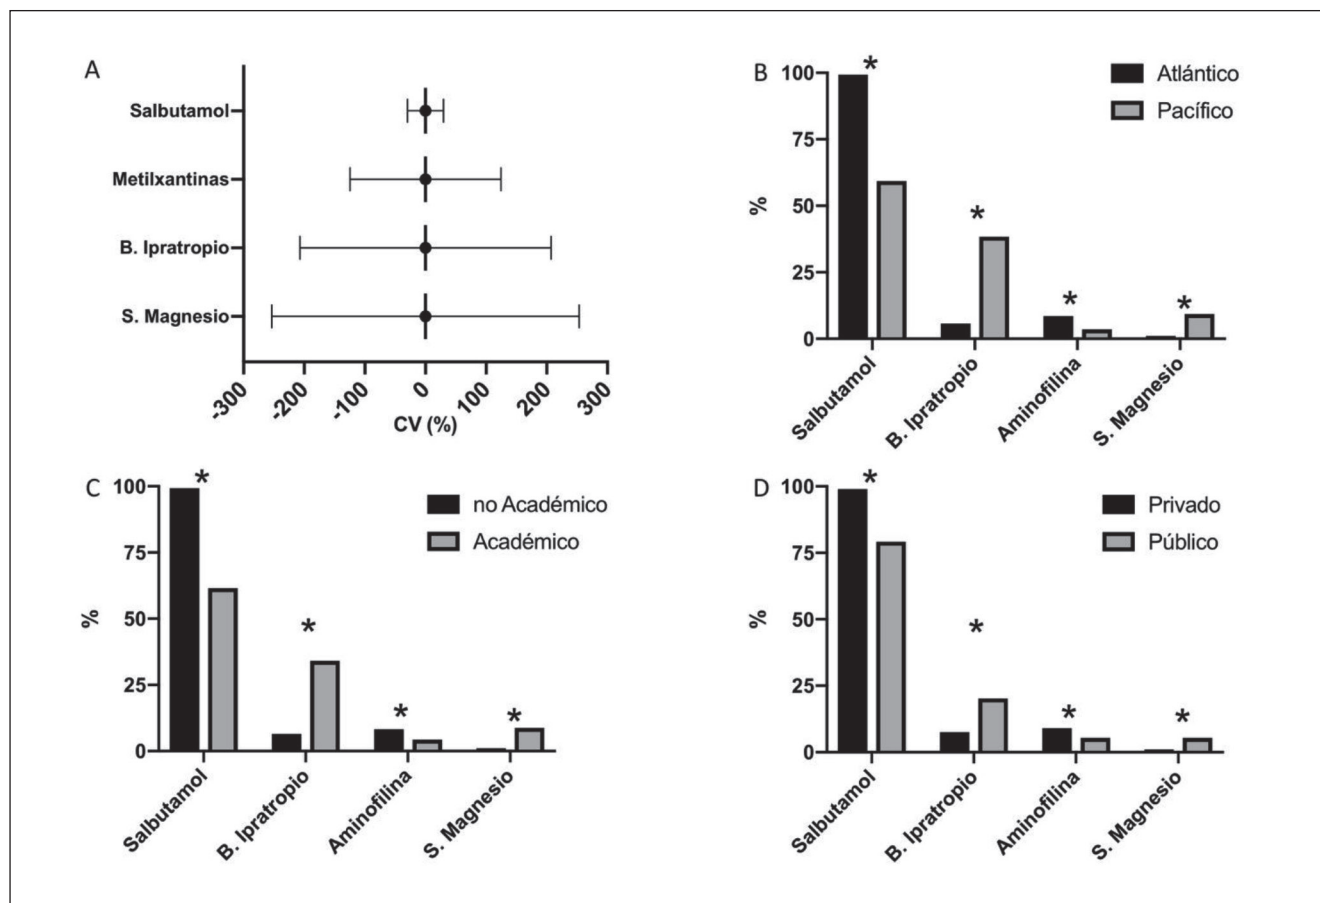 A
Salbutamol
Metilxantinas
B. Ipratropio
S. Magnesio
-300
-200
-100
0
100
200
300
CV (%)
B
Atlántico
Pacífico
100
75
50
25
0
%
*
*
*
*
Salbutamol
B. Ipratropio
Aminofilina
S. Magnesio
C
no Académico
Académico
100
75
50
25
0
%
*
*
*
*
Salbutamol
B. Ipratropio
Aminofilina
S. Magnesio
D
Privado
Público
100
75
50
25
0
%
*
*
*
*
Salbutamol
B. Ipratropio
Aminofilina
S. Magnesio